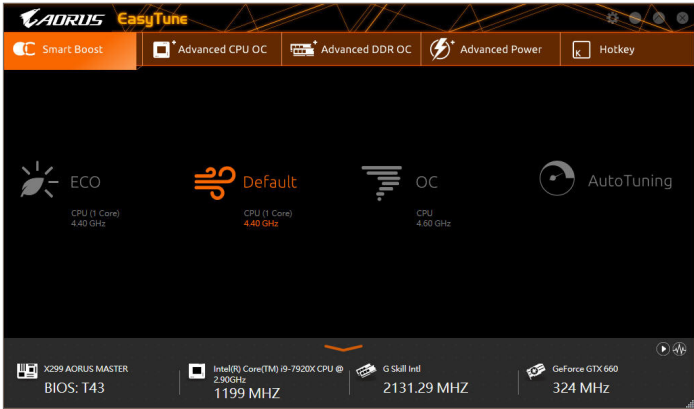 AORUS EasyTune
Smart Boost
Advanced CPU OC
Advanced DDR OC
Advanced Power
K
Hotkey
ECO
CPU (1 Core)
4.40 GHz
Default
CPU (1 Core)
4.40 GHz
OC
CPU
4.60 GHz
AutoTuning
X299 AORUS MASTER
BIOS: T43
Intel(R) Core(TM) i9-7920X CPU @
2.90GHz
1199 MHZ
G Skill Intl
2131.29 MHZ
GeForce GTX 660
324 MHz